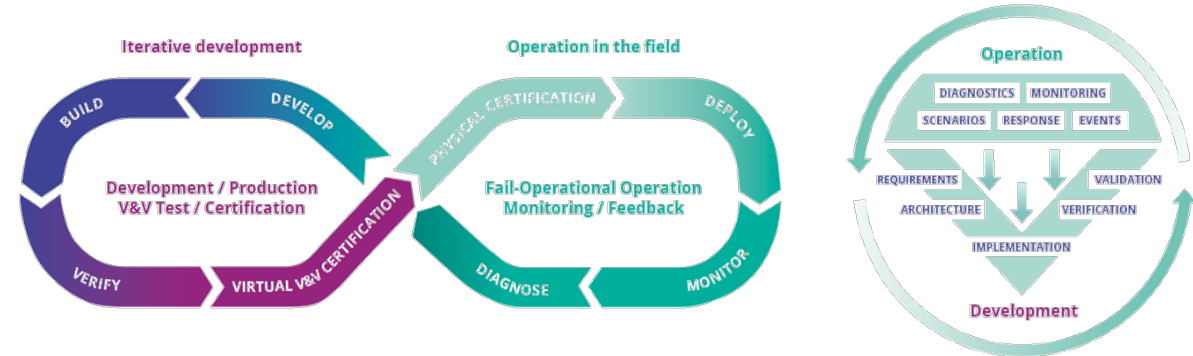 Iterative development
Operation in the field
BUILD
DEVELOP
Development / Production
V&V Test / Certification
VERIFY
VIRTUAL V&V CERTIFICATION
PHYSICAL CERTIFICATION
DEPLOY
Fail-Operational Operation
Monitoring / Feedback
MONITOR
DIAGNOSE
Operation
DIAGNOSTICS
MONITORING
SCENARIOS
RESPONSE
EVENTS
REQUIREMENTS
VALIDATION
ARCHITECTURE
VERIFICATION
IMPLEMENTATION
Development